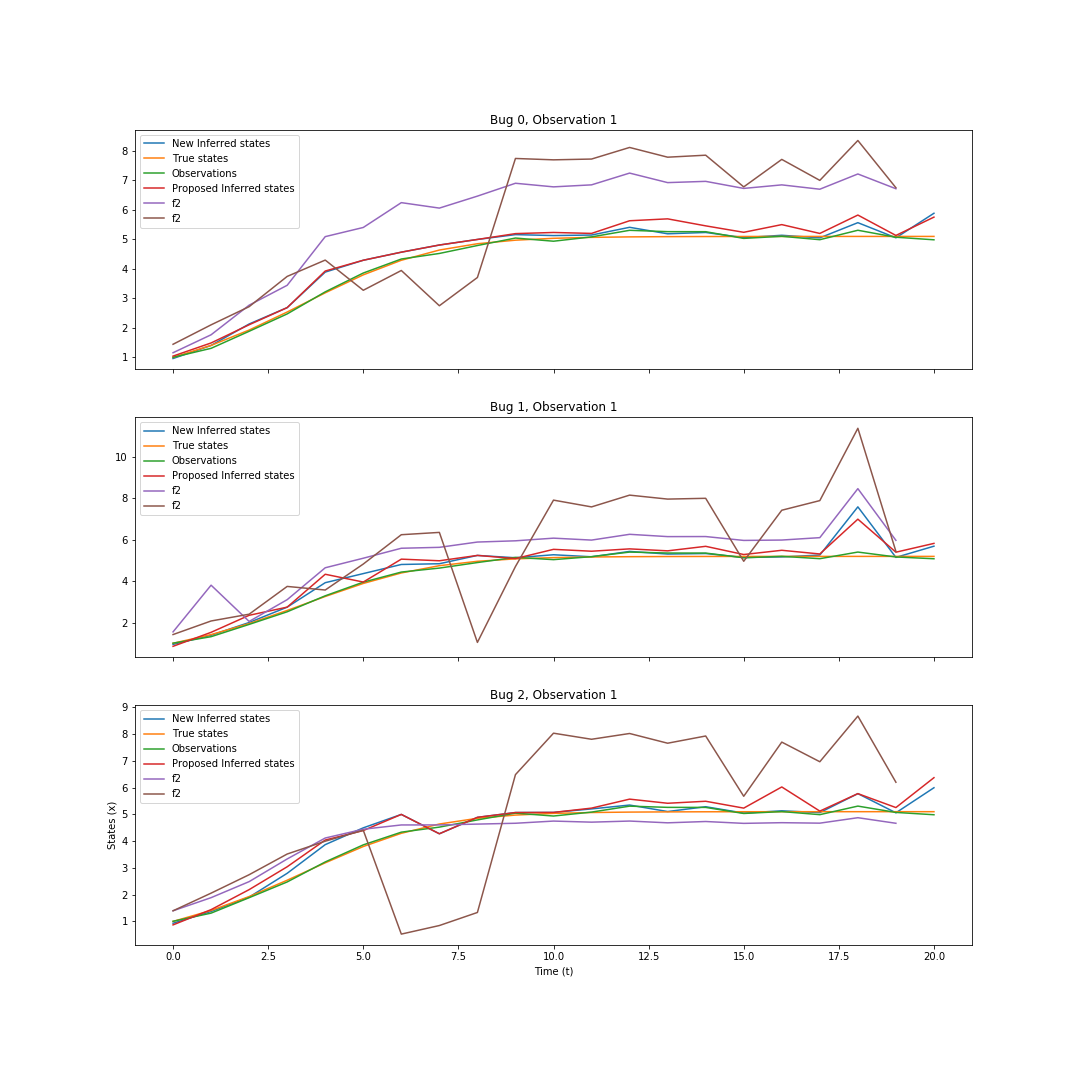 Bug 0, Observation 1
New Inferred states
True states
Observations
Proposed Inferred states
f2
f2
8
7
6
5
4
3
2
1
Bug 1, Observation 1
New Inferred states
True states
Observations
Proposed Inferred states
f2
f2
10
8
6
4
2
Bug 2, Observation 1
New Inferred states
True states
Observations
Proposed Inferred states
f2
f2
9
8
7
6
5
4
3
2
1
States (x)
0.0 2.5 5.0 7.5 10.0 12.5 15.0 17.5 20.0
Time (t)